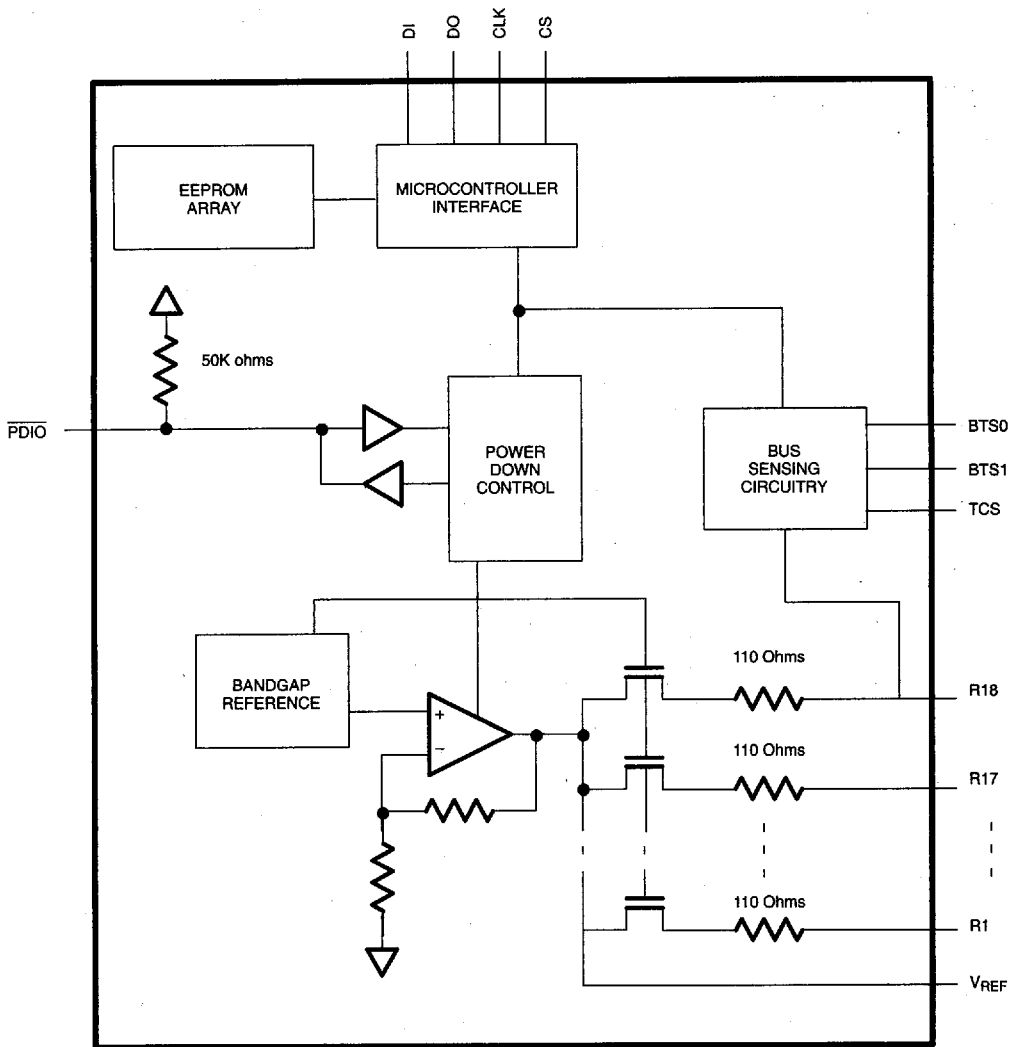 DI
DO
CLK
CS
EEPROM
ARRAY
MICROCONTROLLER
INTERFACE
50K ohms
PDIO
POWER
DOWN
CONTROL
BUS
SENSING
CIRCUITRY
BTS0
BTS1
TCS
BANDGAP
REFERENCE
+
−
110 Ohms
R18
110 Ohms
R17
110 Ohms
R1
VREF